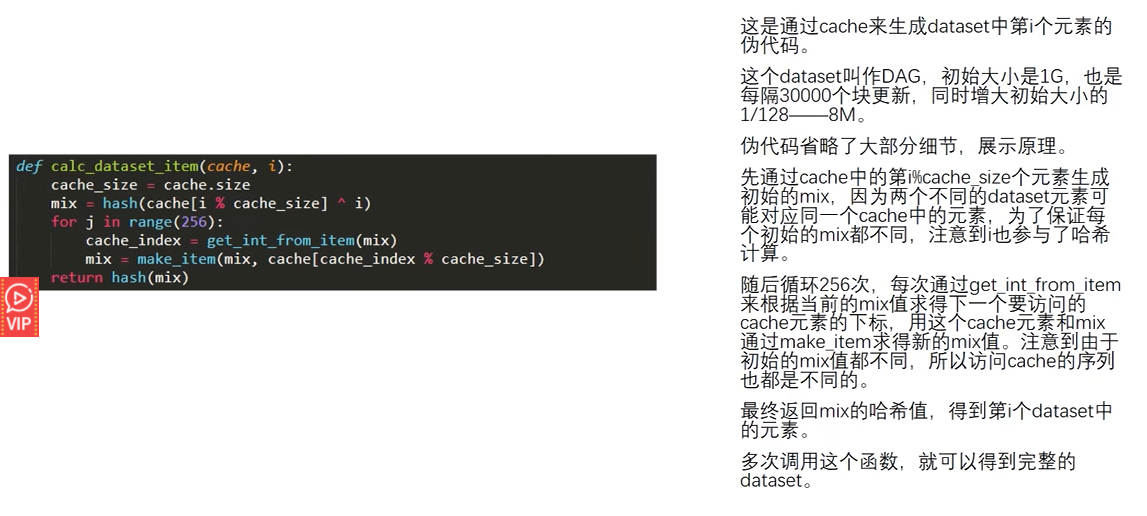 def calc_dataset_item(cache, i):
    cache_size = cache.size
    mix = hash(cache[i % cache_size] ^ i)
    for j in range(256):
        cache_index = get_int_from_item(mix)
        mix = make_item(mix, cache[cache_index % cache_size])
    return hash(mix)
VIP
这是通过cache来生成dataset中第i个元素的
伪代码。
这个dataset叫作DAG，初始大小是1G，也是
每隔30000个块更新，同时增大初始大小的
1/128——8M。
伪代码省略了大部分细节，展示原理。
先通过cache中的第i%cache_size个元素生成
初始的mix，因为两个不同的dataset元素可
能对应同一个cache中的元素，为了保证每
个初始的mix都不同，注意到i也参与了哈希
计算。
随后循环256次，每次通过get_int_from_item
来根据当前的mix值求得下一个要访问的
cache元素的下标，用这个cache元素和mix
通过make_item求得新的mix值。注意到由于
初始的mix值都不同，所以访问cache的序列
也都是不同的。
最终返回mix的哈希值，得到第i个dataset中
的元素。
多次调用这个函数，就可以得到完整的
dataset。